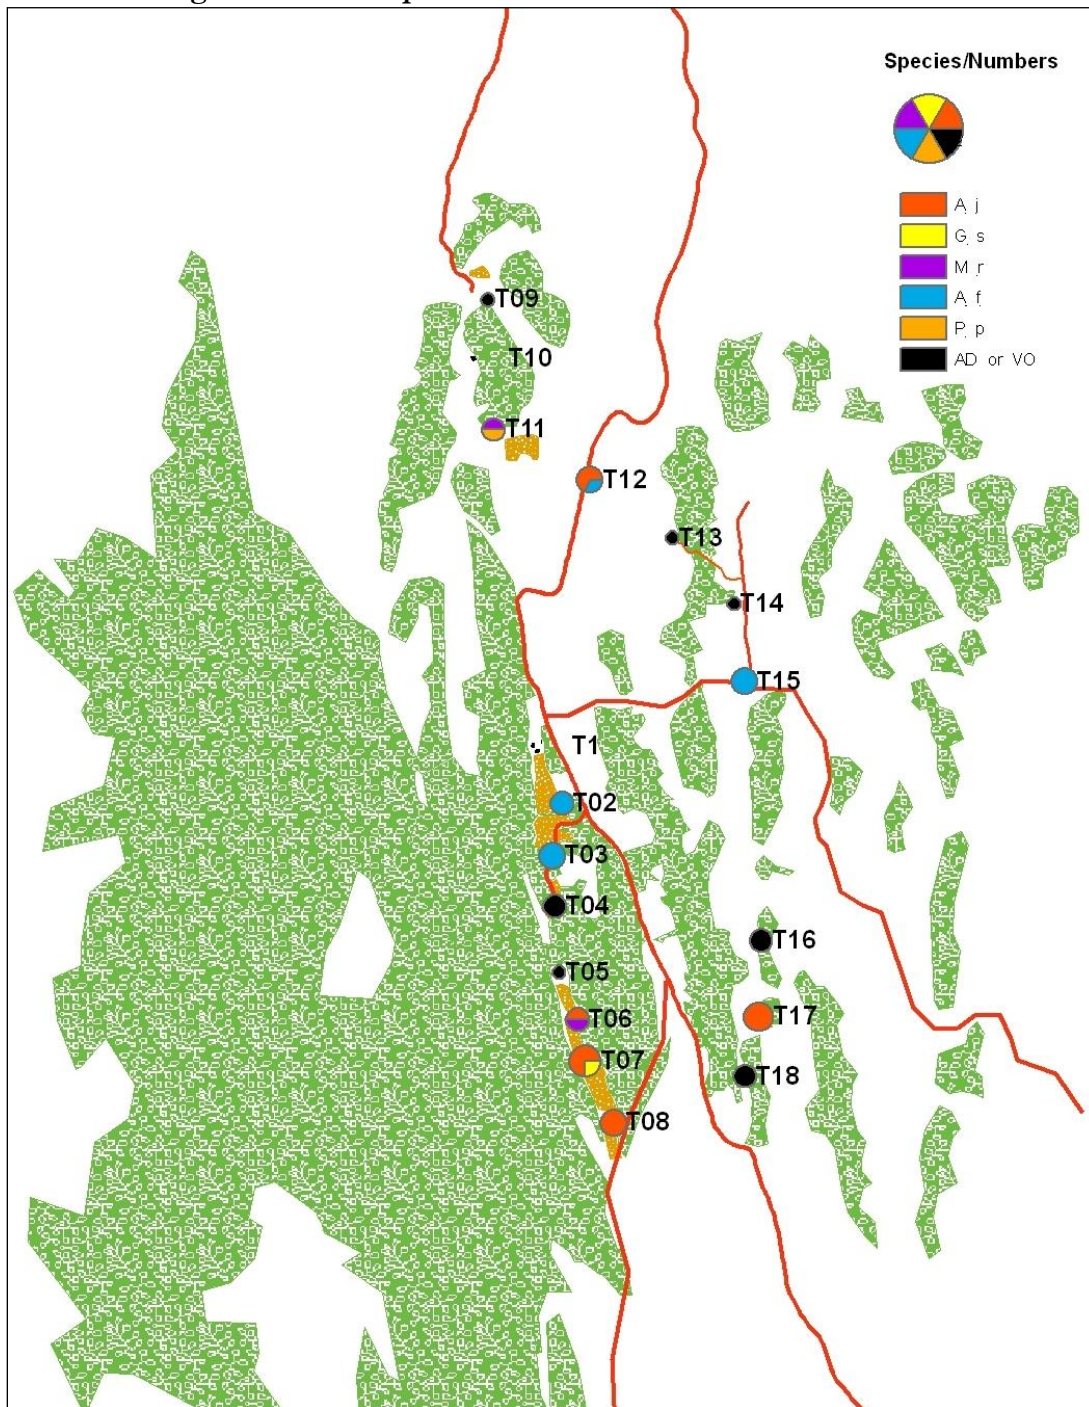 Species/Numbers
A. j
G. s
M. r
A. f.
P. p
AD or VO
T09
T10
T11
T12
T13
T14
T15
T1
T02
T03
T04
T16
T05
T06
T17
T07
T18
T08